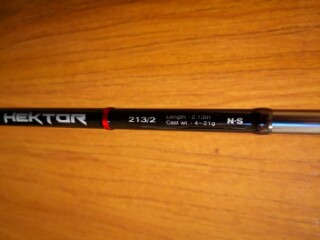 HEKTOR
213/2
Length : 2.13m
Cast wt. : 4-21g
N-S